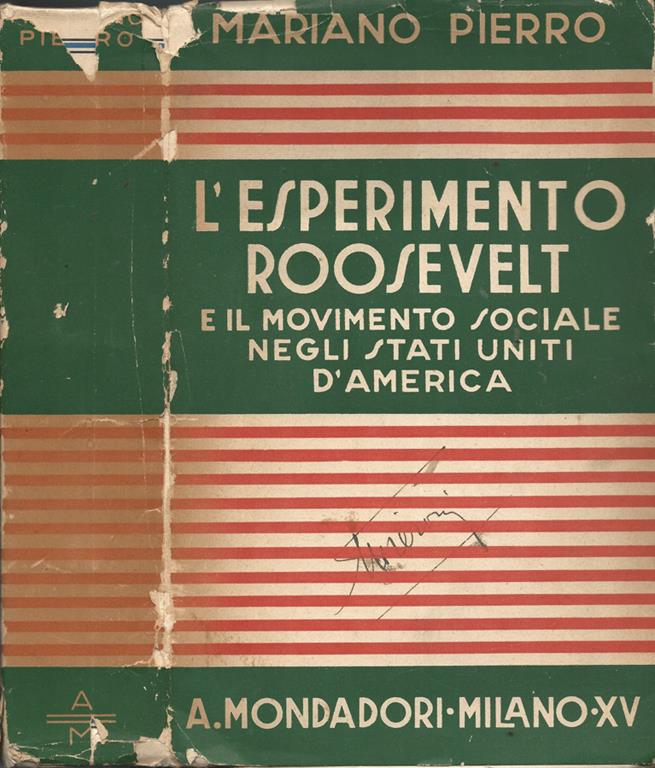 PIERRO
MARIANO PIERRO
L'ESPERIMENTO
ROOSEVELT
E IL MOVIMENTO SOCIALE
NEGLI STATI UNITI
D'AMERICA
A
M
A. MONDADORI·MILANO·XV